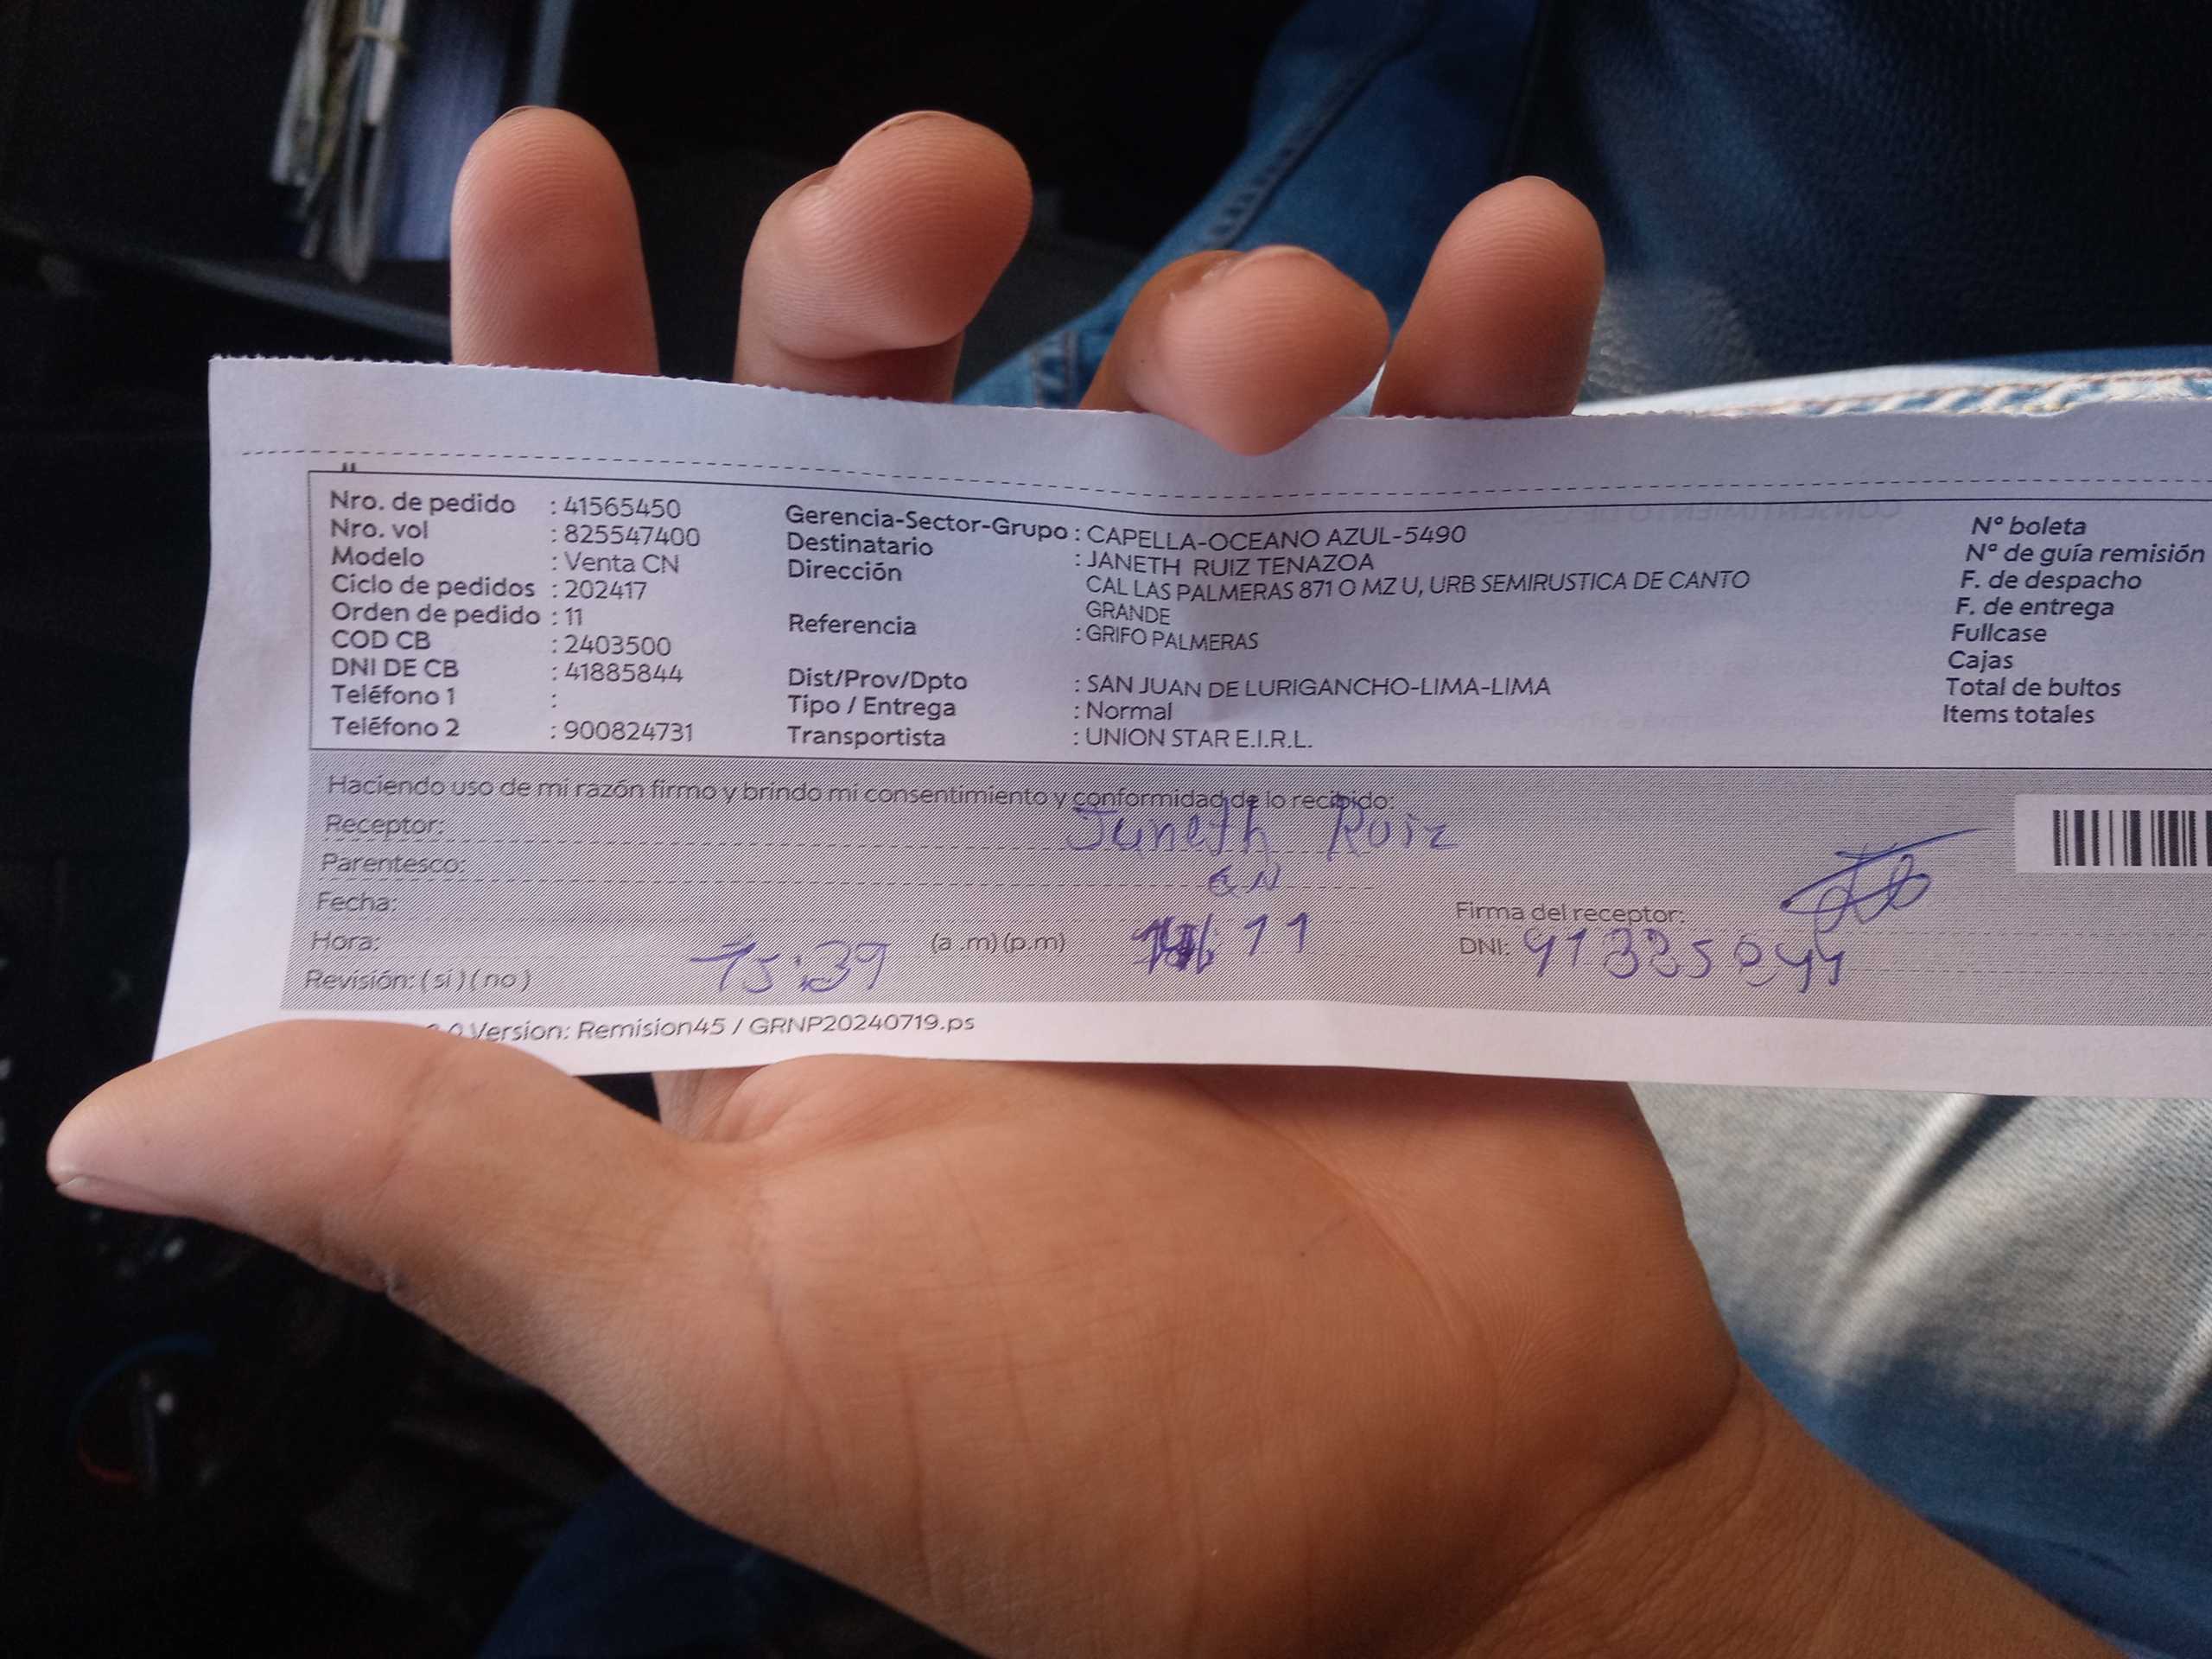 Nro. de pedido : 41565450
Nro. vol : 825547400
Modelo : Venta CN
Ciclo de pedidos : 202417
Orden de pedido : 11
COD CB : 2403500
DNI DE CB : 41885844
Teléfono 1 :
Teléfono 2 : 900824731
Gerencia-Sector-Grupo : CAPELLA-OCEANO AZUL-5490
Destinatario : JANETH RUIZ TENAZOA
Dirección CAL LAS PALMERAS 871 O MZ U, URB SEMIRUSTICA DE CANTO
GRANDE
Referencia : GRIFO PALMERAS
Dist/Prov/Dpto : SAN JUAN DE LURIGANCHO-LIMA-LIMA
Tipo / Entrega : Normal
Transportista : UNION STAR E.I.R.L.
N° boleta
N° de guía remisión
F. de despacho
F. de entrega
Fullcase
Cajas
Total de bultos
Items totales
Haciendo uso de mi razón firmo y brindo mi consentimiento y conformidad de lo recibido:
Receptor: Janeth Ruiz
Parentesco: CN
Fecha: 11
Hora: 15:39 (a .m) (p.m)
Revisión: ( sí ) ( no )
Firma del receptor:
DNI:
Version: Remision45 / GRNP20240719.ps